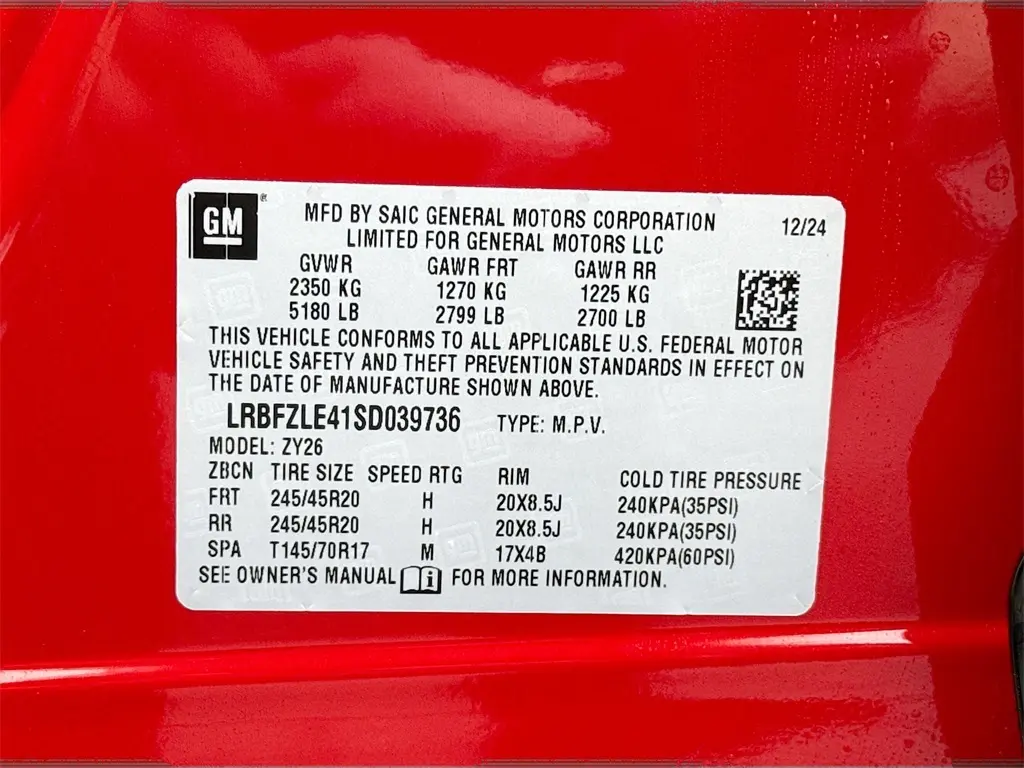 GM®
MFD BY SAIC GENERAL MOTORS CORPORATION 12/24
LIMITED FOR GENERAL MOTORS LLC
GVWR GAWR FRT GAWR RR
2350 KG 1270 KG 1225 KG
5180 LB 2799 LB 2700 LB
THIS VEHICLE CONFORMS TO ALL APPLICABLE U.S. FEDERAL MOTOR
VEHICLE SAFETY AND THEFT PREVENTION STANDARDS IN EFFECT ON
THE DATE OF MANUFACTURE SHOWN ABOVE.
LRBFZLE41SD039736 TYPE: M.P.V.
MODEL: ZY26
ZBCN TIRE SIZE SPEED RTG RIM COLD TIRE PRESSURE
FRT 245/45R20 H 20X8.5J 240KPA(35PSI)
RR 245/45R20 H 20X8.5J 240KPA(35PSI)
SPA T145/70R17 M 17X4B 420KPA(60PSI)
SEE OWNER'S MANUAL i FOR MORE INFORMATION.